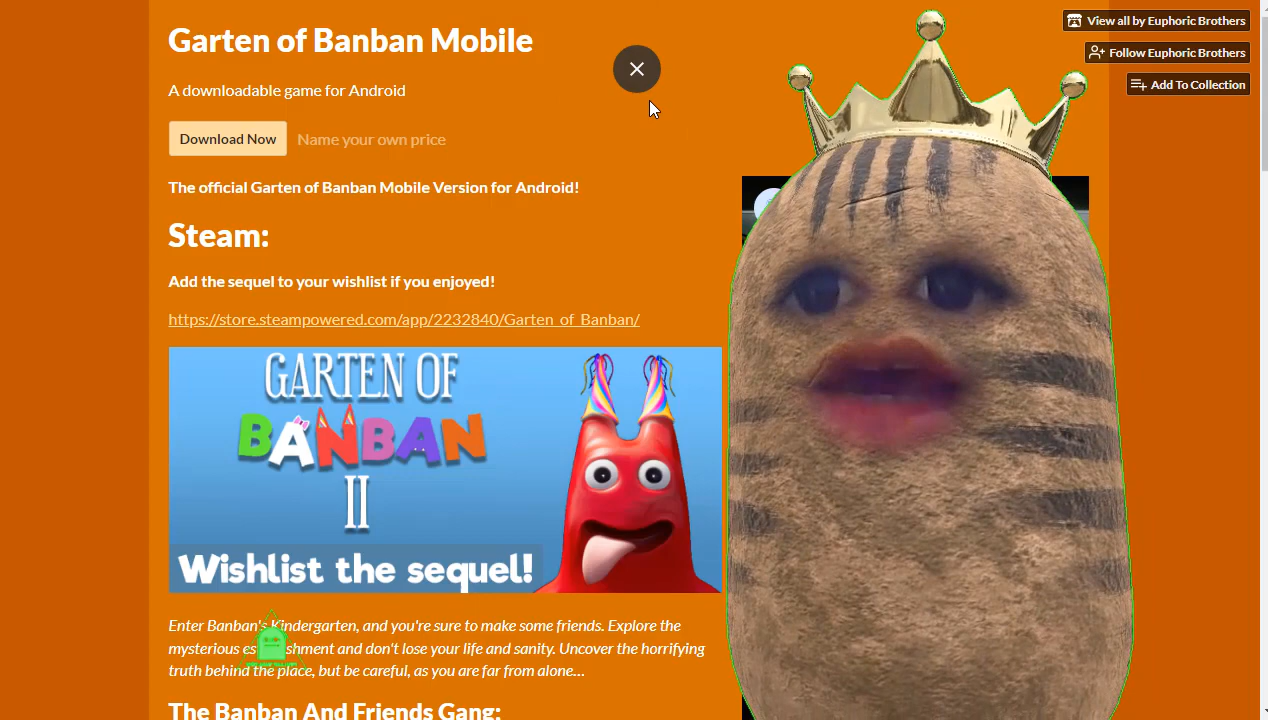 Garten of Banban Mobile
View all by Euphoric Brothers
Follow Euphoric Brothers
Add To Collection
A downloadable game for Android
Download Now Name your own price
The official Garten of Banban Mobile Version for Android!
Steam:
Add the sequel to your wishlist if you enjoyed!
https://store.steampowered.com/app/2232840/Garten_of_Banban/
GARTEN OF
BANBAN
II
Wishlist the sequel!
Enter Banban's Kindergarten, and you're sure to make some friends. Explore the
mysterious and don't lose your life and sanity. Uncover the horrifying
truth behind the place, but be careful, as you are far from alone...
The Banban And Friends Gang: